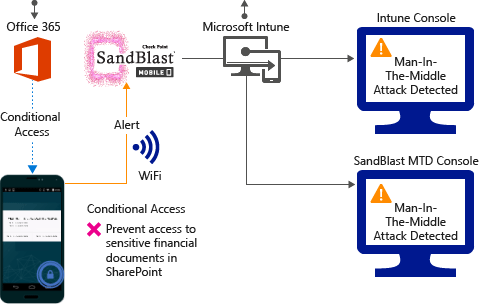 Office 365
Microsoft Intune
Intune Console
Check Point
SandBlast
MOBILE
Man-In-
The-Middle
Attack Detected
Conditional
Access
Alert
WiFi
SandBlast MTD Console
Man-In-
The-Middle
Attack Detected
Conditional Access
Prevent access to
sensitive financial
documents in
SharePoint